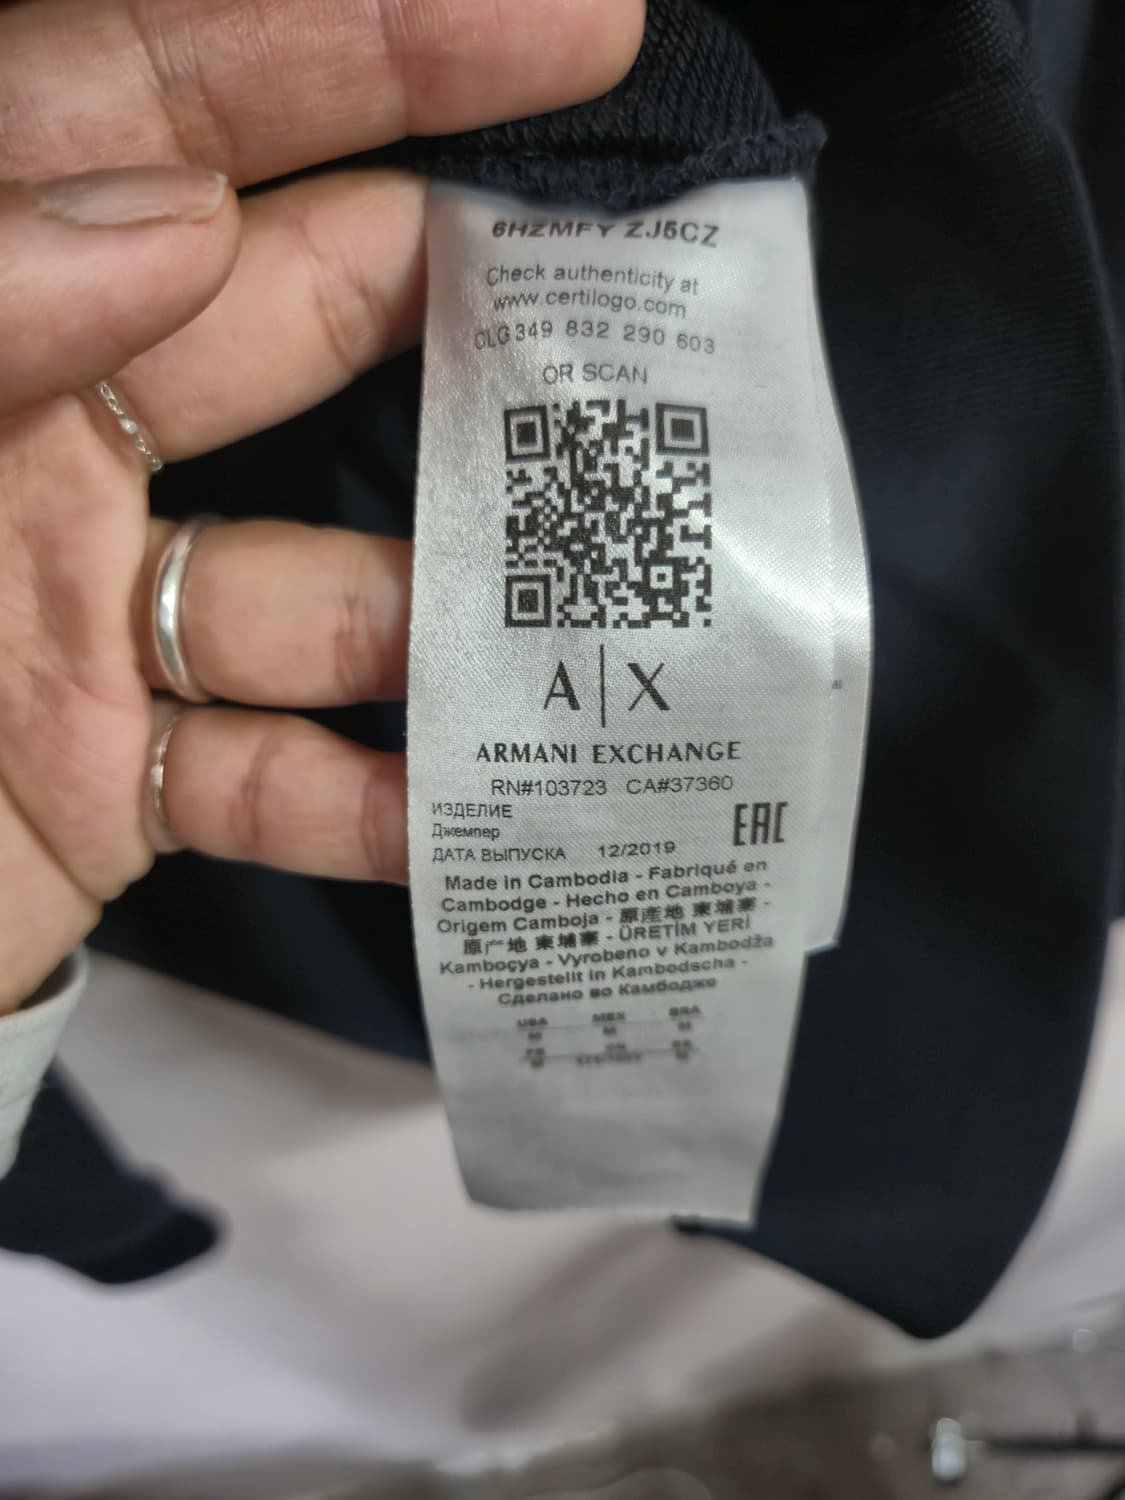 6HZMFY ZJ5CZ
Check authenticity at
www.certilogo.com
CLG 349 832 290 603
OR SCAN
A|X
ARMANI EXCHANGE
RN#103723 CA#37360
ИЗДЕЛИЕ
Джемпер
EAC
ДАТА ВЫПУСКА 12/2019
Made in Cambodia - Fabriqué en
Cambodge - Hecho en Camboya -
Origem Camboja - 原産地 柬埔寨 -
原产地 柬埔寨 - ÜRETİM YERİ
Kamboçya - Vyrobeno v Kambodža
- Hergestellt in Kambodscha -
Сделано во Камбодже
USA MEX BRA
M M M